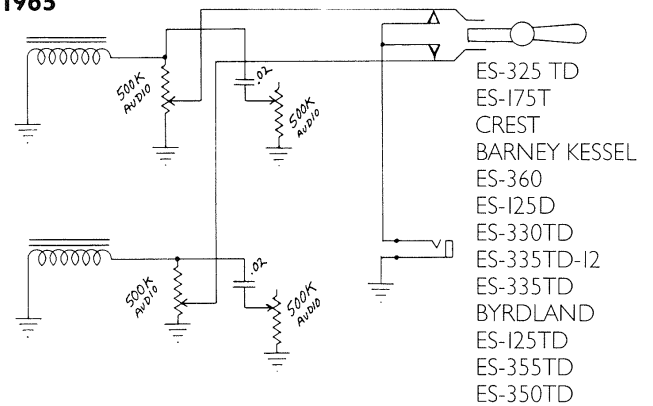 1965
500K
AUDIO
.02
500K
AUDIO
.02
500K
AUDIO
500K
AUDIO
ES-325 TD
ES-175T
CREST
BARNEY KESSEL
ES-360
ES-125D
ES-330TD
ES-335TD-12
ES-335TD
BYRDLAND
ES-125TD
ES-355TD
ES-350TD